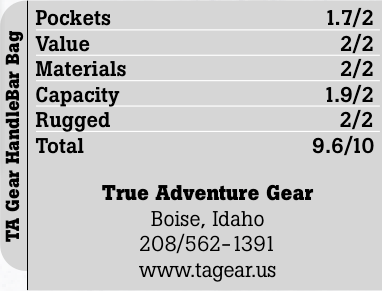 TA Gear HandleBar Bag
Pockets 1.7/2
Value 2/2
Materials 2/2
Capacity 1.9/2
Rugged 2/2
Total 9.6/10
True Adventure Gear
Boise, Idaho
208/562-1391
www.tagear.us